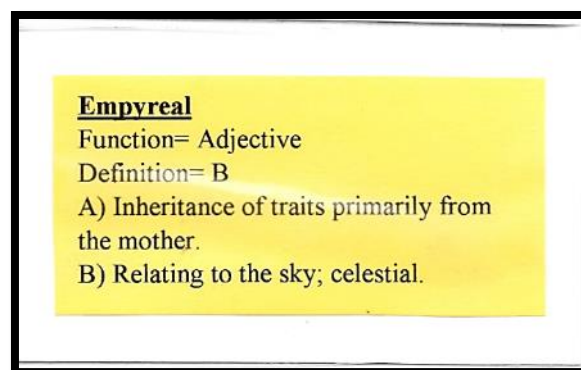 Empyreal
Function= Adjective
Definition= B
A) Inheritance of traits primarily from
the mother.
B) Relating to the sky; celestial.